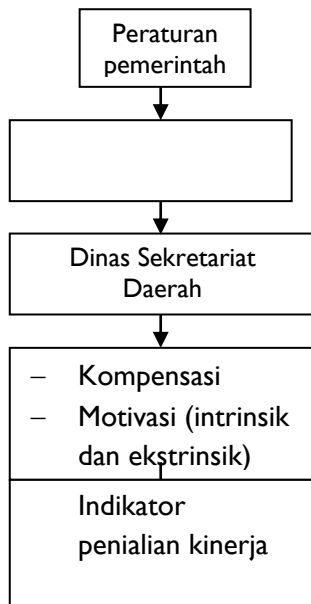 Peraturan
pemerintah
Dinas Sekretariat
Daerah
– Kompensasi
– Motivasi (intrinsik
dan ekstrinsik)
Indikator
penialian kinerja